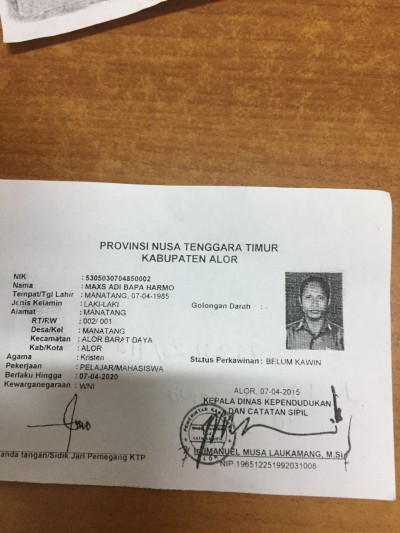 PROVINSI NUSA TENGGARA TIMUR
KABUPATEN ALOR
NIK : 5305030704850002
Nama : MAXS ADI BAPA HARMO
Tempat/Tgl Lahir : MANATANG, 07-04-1985
Jenis Kelamin : LAKI-LAKI Golongan Darah : -
Alamat : MANATANG
RT/RW : 002/ 001
Desa/Kel : MANATANG
Kecamatan : ALOR BARAT DAYA
Kab/Kota : ALOR
Agama : Kristen Status Perkawinan : BELUM KAWIN
Pekerjaan : PELAJAR/MAHASISWA
Berlaku Hingga : 07-04-2020
Kewarganegaraan : WNI
ALOR, 07-04-2015
KEPALA DINAS KEPENDUDUKAN
DAN CATATAN SIPIL
MANUEL MUSA LAUKAMANG, M.Si
NIP.196512251992031008
anda tangan/Sidik Jari Pemegang KTP